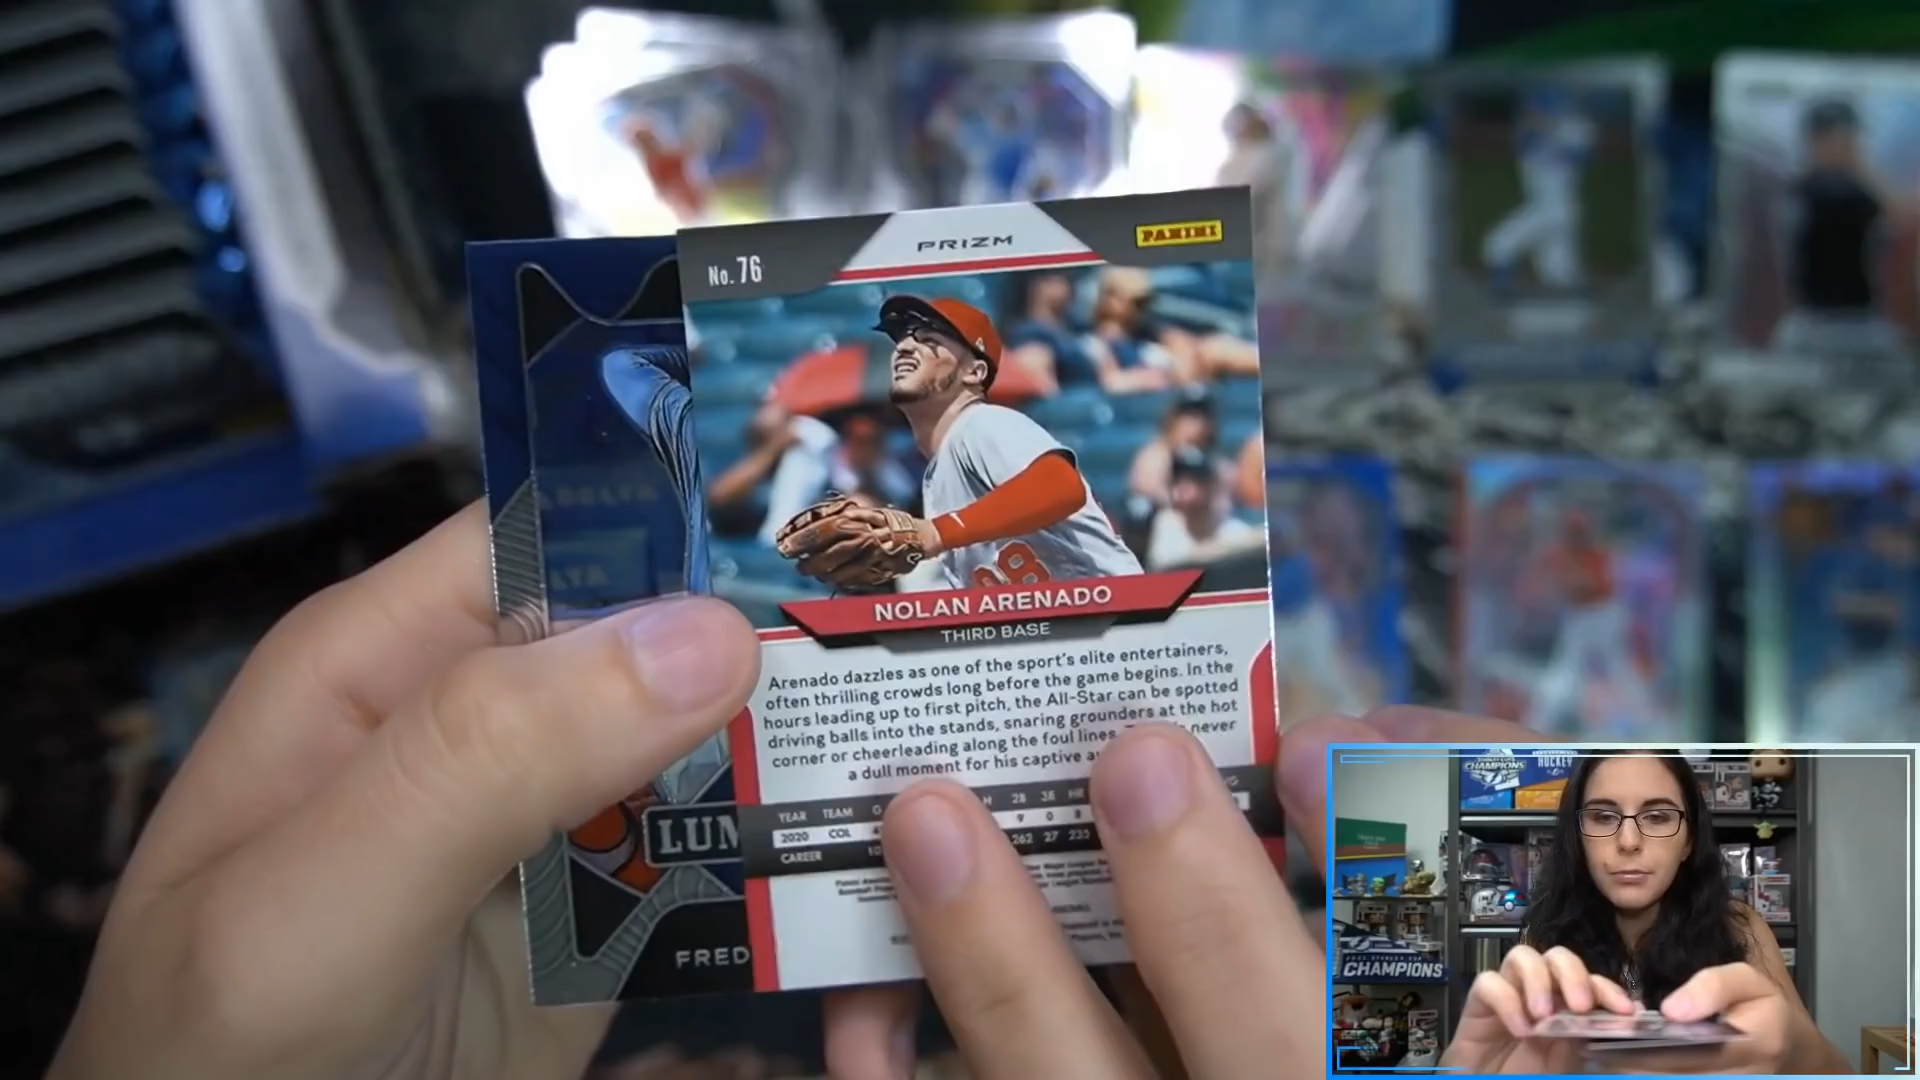 PRIZM
PANINI
No. 76
NOLAN ARENADO
THIRD BASE
Arenado dazzles as one of the sport's elite entertainers,
often thrilling crowds long before the game begins. In the
hours leading up to first pitch, the All-Star can be spotted
driving balls into the stands, snaring grounders at the hot
corner or cheerleading along the foul lines. never
a dull moment for his captive
YEAR TEAM G H 2B 3B HR
2020 COL 9 0 8
CAREER 262 27 235
LUM
FRED
CHAMPIONS
HOCKEY
CHAMPIONS